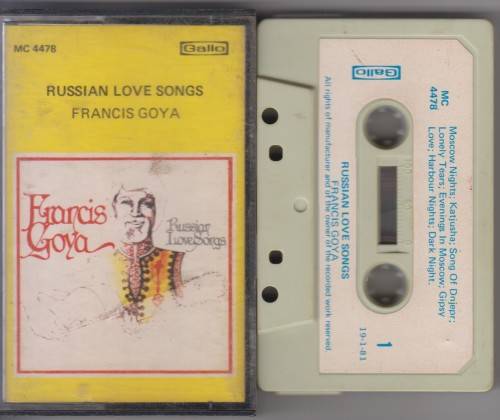 MC 4478
Gallo
RUSSIAN LOVE SONGS
FRANCIS GOYA
Francis
Goya
Russian
Love Songs
Gallo
MC
4478
Moscow Nights; Katjusha; Song Of Dnjepr;
Lonely Tears; Evenings In Moscow; Gipsy
Love; Harbour Nights; Dark Night.
RUSSIAN LOVE SONGS
FRANCIS GOYA
All rights of manufacturer and of the owner of the recorded work reserved.
1
19-1-81